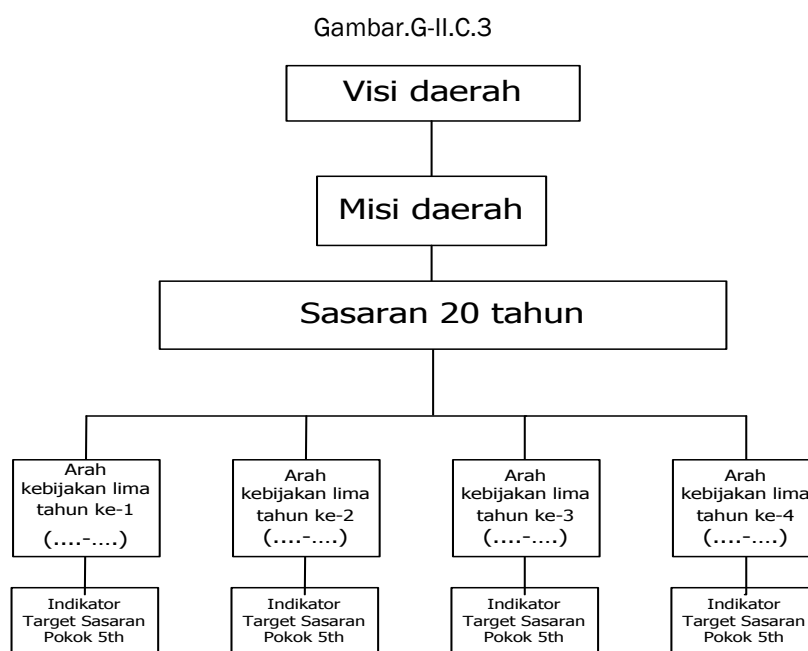 Gambar.G-II.C.3
Visi daerah
Misi daerah
Sasaran 20 tahun
Arah
kebijakan lima
tahun ke-1
(....-....)
Arah
kebijakan lima
tahun ke-2
(....-....)
Arah
kebijakan lima
tahun ke-3
(....-....)
Arah
kebijakan lima
tahun ke-4
(....-....)
Indikator
Target Sasaran
Pokok 5th
Indikator
Target Sasaran
Pokok 5th
Indikator
Target Sasaran
Pokok 5th
Indikator
Target Sasaran
Pokok 5th